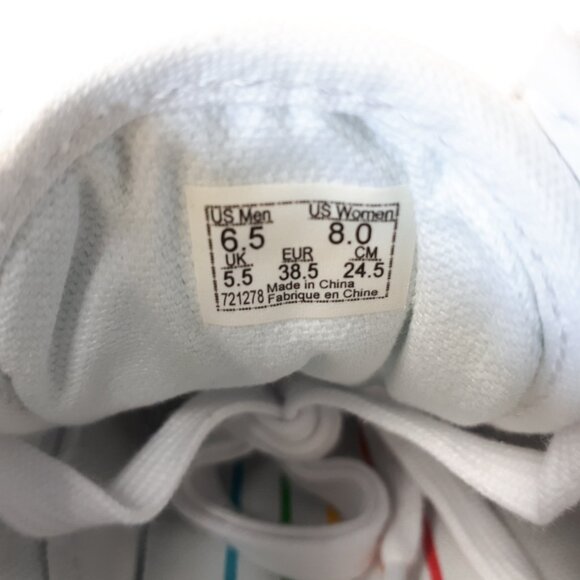 US Men US Women
6.5 8.0
UK EUR CM
5.5 38.5 24.5
721278 Made in China
Fabrique en Chine